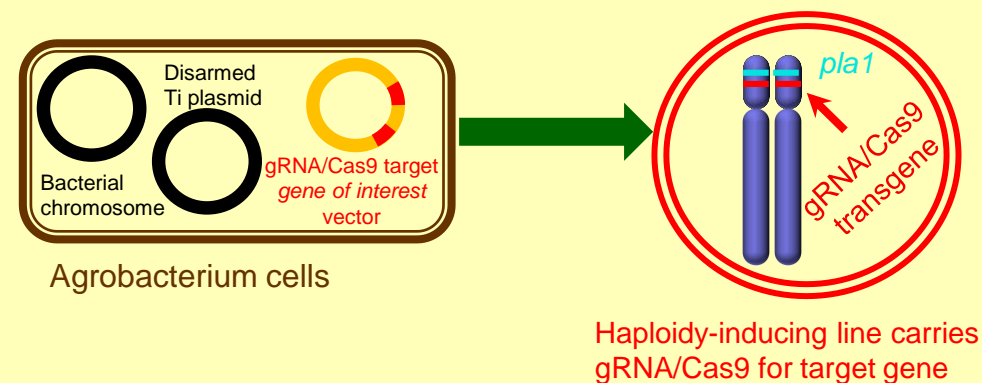 Disarmed
Ti plasmid
Bacterial
chromosome
gRNA/Cas9 target
gene of interest
vector
Agrobacterium cells
pla1
gRNA/Cas9
transgene
Haploidy-inducing line carries
gRNA/Cas9 for target gene